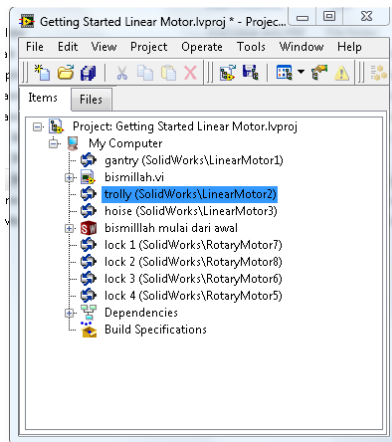 Getting Started Linear Motor.lvproj * - Projec...
File Edit View Project Operate Tools Window Help
Items Files
Project: Getting Started Linear Motor.lvproj
My Computer
gantry (SolidWorks\LinearMotor1)
bismillah.vi
trolly (SolidWorks\LinearMotor2)
hoise (SolidWorks\LinearMotor3)
bismilllah mulai dari awal
lock 1 (SolidWorks\RotaryMotor7)
lock 2 (SolidWorks\RotaryMotor8)
lock 3 (SolidWorks\RotaryMotor6)
lock 4 (SolidWorks\RotaryMotor5)
Dependencies
Build Specifications